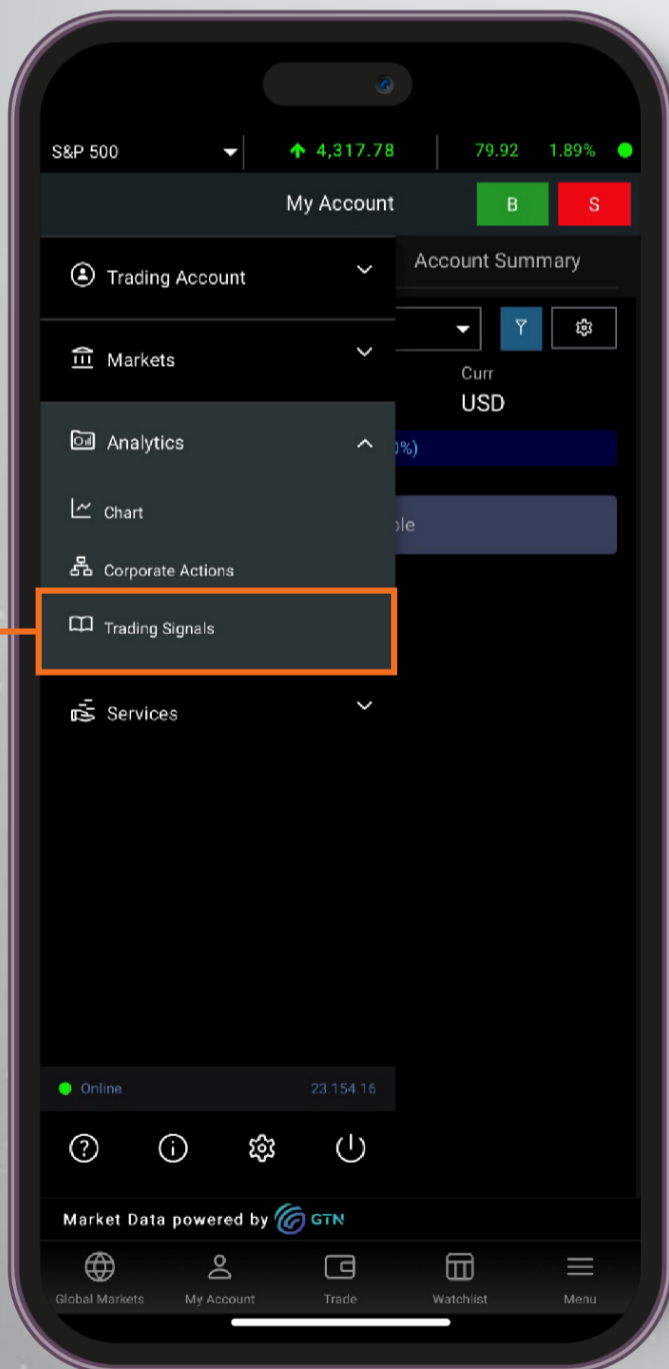 S&P 500 4,317.78 79.92 1.89%
My Account B S
Trading Account
Account Summary
Markets
Curr
USD
Analytics
0%)
Chart
ble
Corporate Actions
Trading Signals
Services
Online 23.154.16
Market Data powered by GTN
Global Markets My Account Trade Watchlist Menu